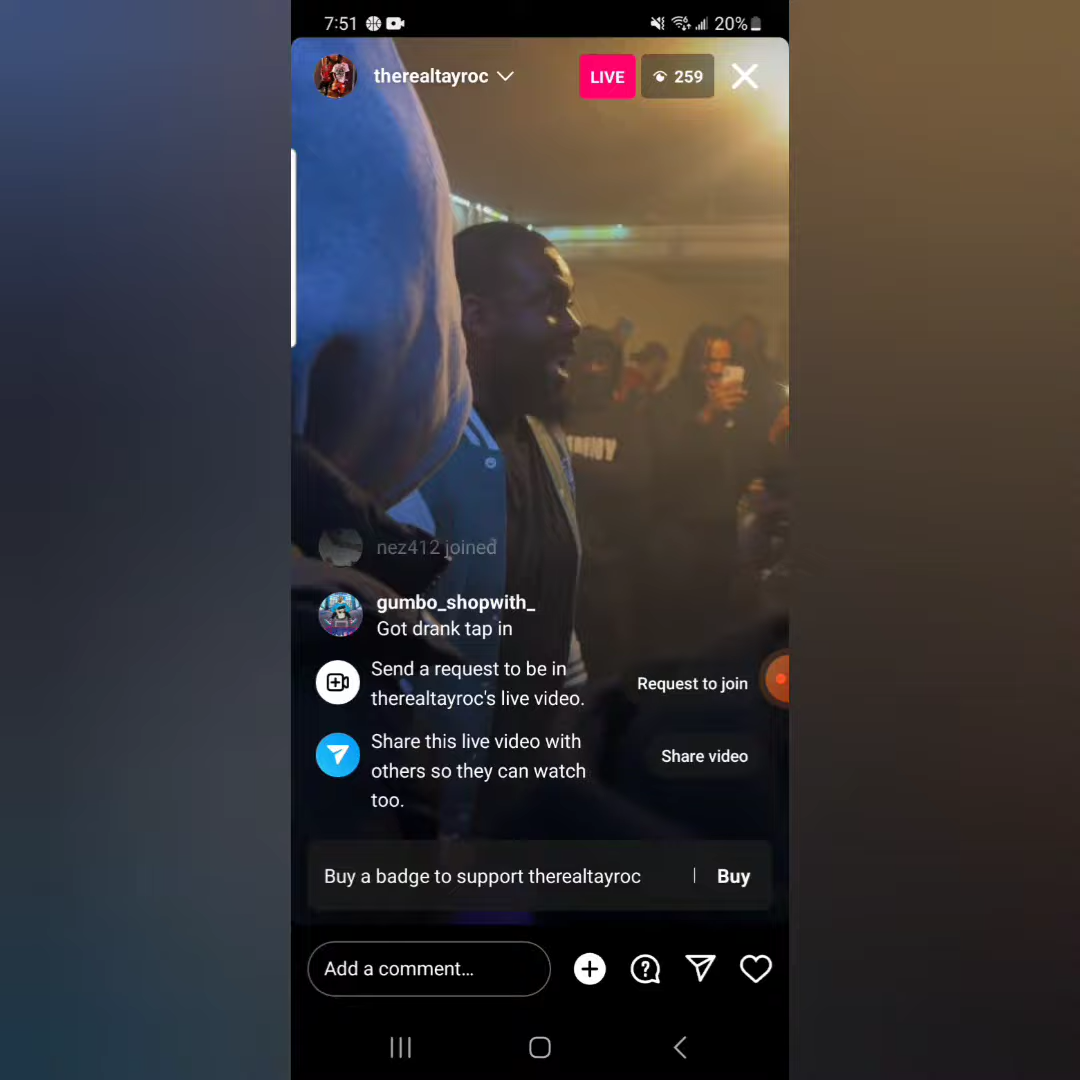 7:51 20%
therealtayroc LIVE 259
nez412 joined
gumbo_shopwith_
Got drank tap in
Send a request to be in
therealtayroc's live video.
Request to join
Share this live video with
others so they can watch
too.
Share video
Buy a badge to support therealtayroc | Buy
Add a comment...